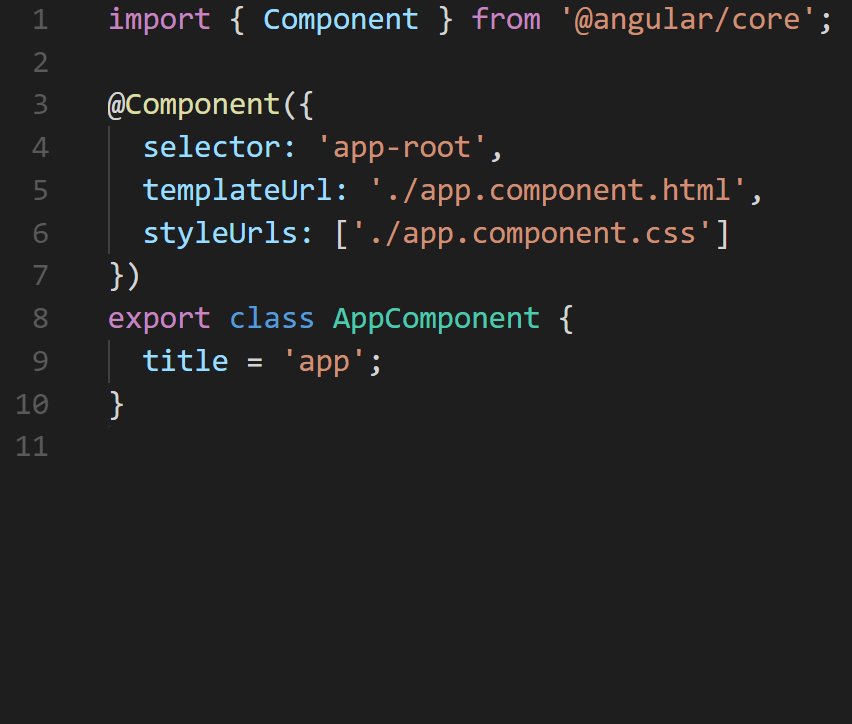 1 import { Component } from '@angular/core';
2
3 @Component({
4   selector: 'app-root',
5   templateUrl: './app.component.html',
6   styleUrls: ['./app.component.css']
7 })
8 export class AppComponent {
9   title = 'app';
10 }
11